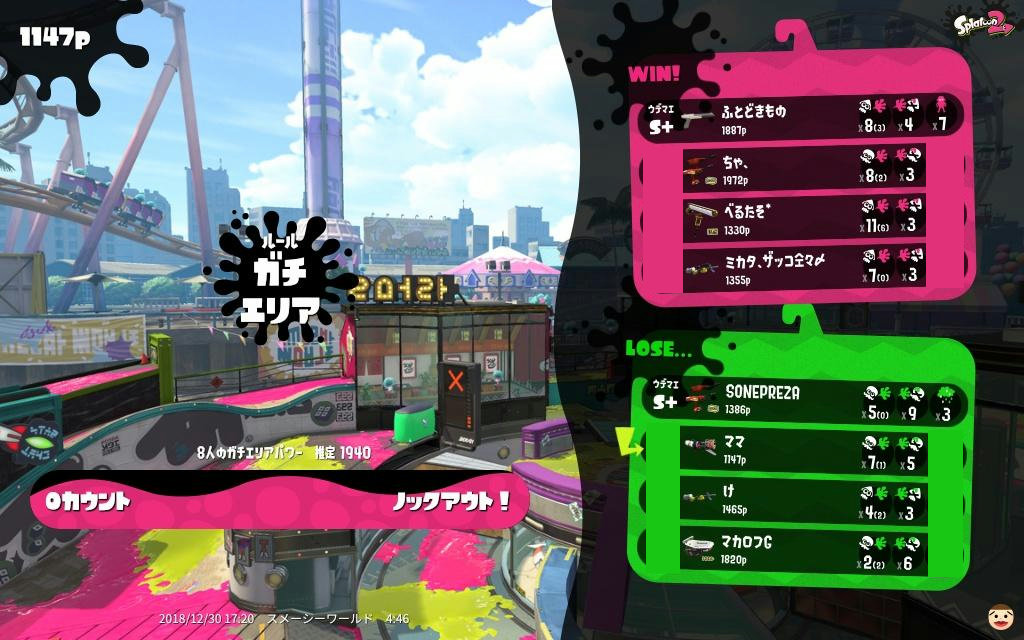 1147p
Splatoon 2
ルール
ガチ
エリア
8人のガチエリアパワー 推定 1940
0カウント
ノックアウト!
2018/12/30 17:20 スメーシーワールド 4:46
WIN!
ウデマエ
S+
ふとどきもの
1887p
x8(3) x4 x7
ちゃ、
1972p
x8(2) x3
べるたそ*
1330p
x11(6) x3
ミカタ、ザッコ全マ〆
1355p
x7(0) x3
LOSE...
ウデマエ
S+
SONEPREZA
1386p
x5(0) x9 x3
ママ
1147p
x7(1) x5
け
1465p
x4(2) x3
マカロフG
1820p
x2(2) x6